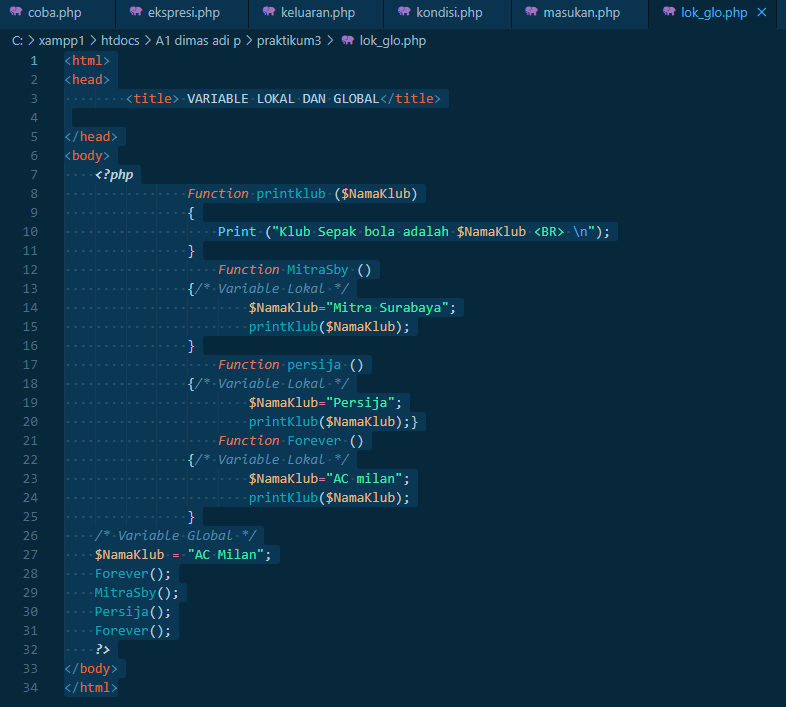 coba.php ekspresi.php keluaran.php kondisi.php masukan.php lok_glo.php ×
C: > xampp1 > htdocs > A1 dimas adi p > praktikum3 > lok_glo.php
1 <html>
2 <head>
3 <title> VARIABLE LOKAL DAN GLOBAL</title>
4
5 </head>
6 <body>
7 <?php
8 Function printklub ($NamaKlub)
9 {
10 Print ("Klub Sepak bola adalah $NamaKlub <BR> \n");
11 }
12 Function MitraSby ()
13 {/* Variable Lokal */
14 $NamaKlub="Mitra Surabaya";
15 printKlub($NamaKlub);
16 }
17 Function persija ()
18 {/* Variable Lokal */
19 $NamaKlub="Persija";
20 printKlub($NamaKlub);}
21 Function Forever ()
22 {/* Variable Lokal */
23 $NamaKlub="AC milan";
24 printKlub($NamaKlub);
25 }
26 /* Variable Global */
27 $NamaKlub = "AC Milan";
28 Forever();
29 MitraSby();
30 Persija();
31 Forever();
32 ?>
33 </body>
34 </html>